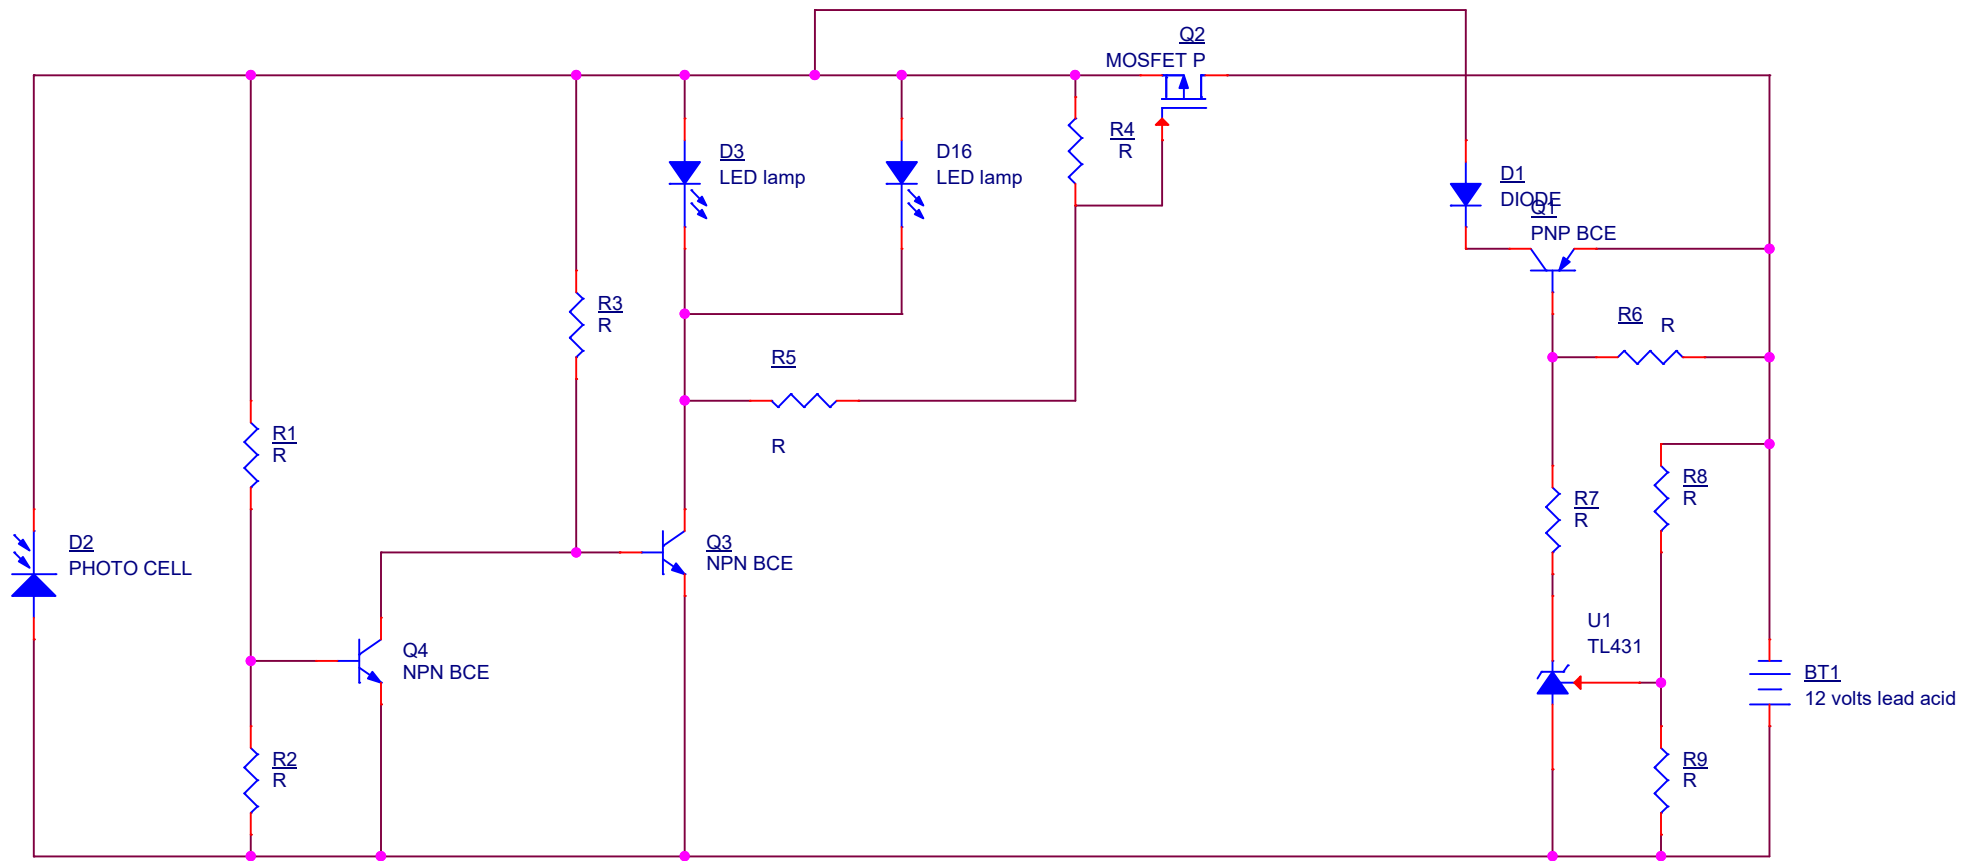 Q2
MOSFET P
R4
R
D3
LED lamp
D16
LED lamp
D1
DIODE
Q1
PNP BCE
R3
R
R6
R
R5
R
R1
R
R8
R
R7
R
D2
PHOTO CELL
Q3
NPN BCE
U1
TL431
Q4
NPN BCE
BT1
12 volts lead acid
R2
R
R9
R